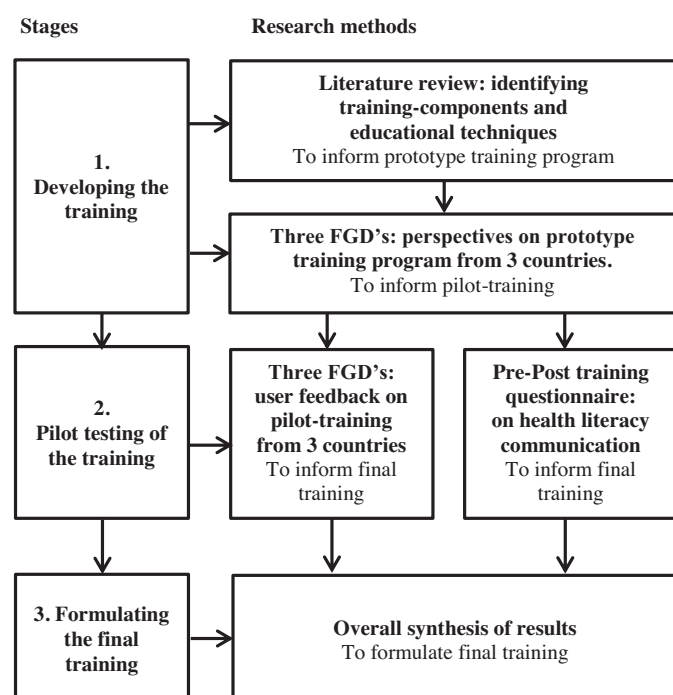 Stages
Research methods
Literature review: identifying
training-components and
educational techniques
To inform prototype training program
1.
Developing the
training
Three FGD's: perspectives on prototype
training program from 3 countries.
To inform pilot-training
2.
Pilot testing of
the training
Three FGD's:
user feedback on
pilot-training
from 3 countries
To inform final
training
Pre-Post training
questionnaire:
on health literacy
communication
To inform final
training
3. Formulating
the final
training
Overall synthesis of results
To formulate final training